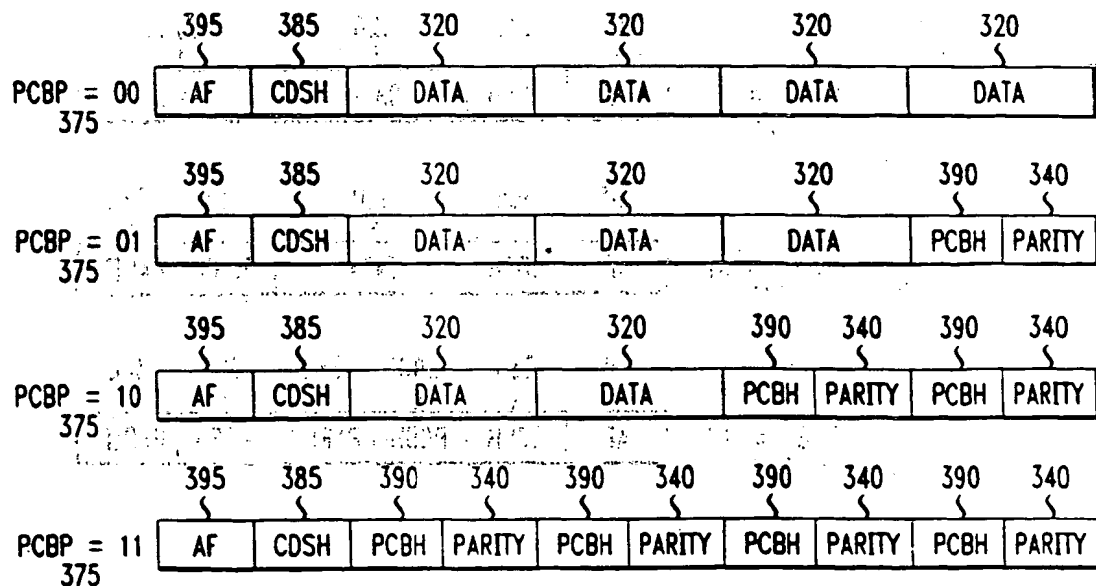 395 385 320 320 320 320
PCBP = 00 AF CDSH DATA DATA DATA DATA
375
395 385 320 320 320 390 340
PCBP = 01 AF CDSH DATA DATA DATA PCBH PARITY
375
395 385 320 320 390 340 390 340
PCBP = 10 AF CDSH DATA DATA PCBH PARITY PCBH PARITY
375
395 385 390 340 390 340 390 340 390 340
PCBP = 11 AF CDSH PCBH PARITY PCBH PARITY PCBH PARITY PCBH PARITY
375